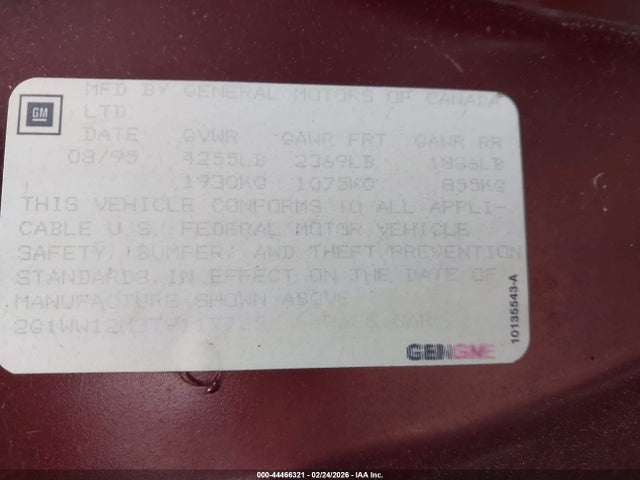 GM
MFD BY GENERAL MOTORS OF CANADA
LTD
DATE GVWR GAWR FRT GAWR RR
08/95 4255LB 2369LB 1886LB
1930KG 1075KG 855KG
THIS VEHICLE CONFORMS TO ALL APPLI-
CABLE U.S. FEDERAL MOTOR VEHICLE
SAFETY, BUMPER, AND THEFT PREVENTION
STANDARDS IN EFFECT ON THE DATE OF
MANUFACTURE SHOWN ABOVE
CAR
10135543-A
000-44466321 - 02/24/2026 - IAA Inc.